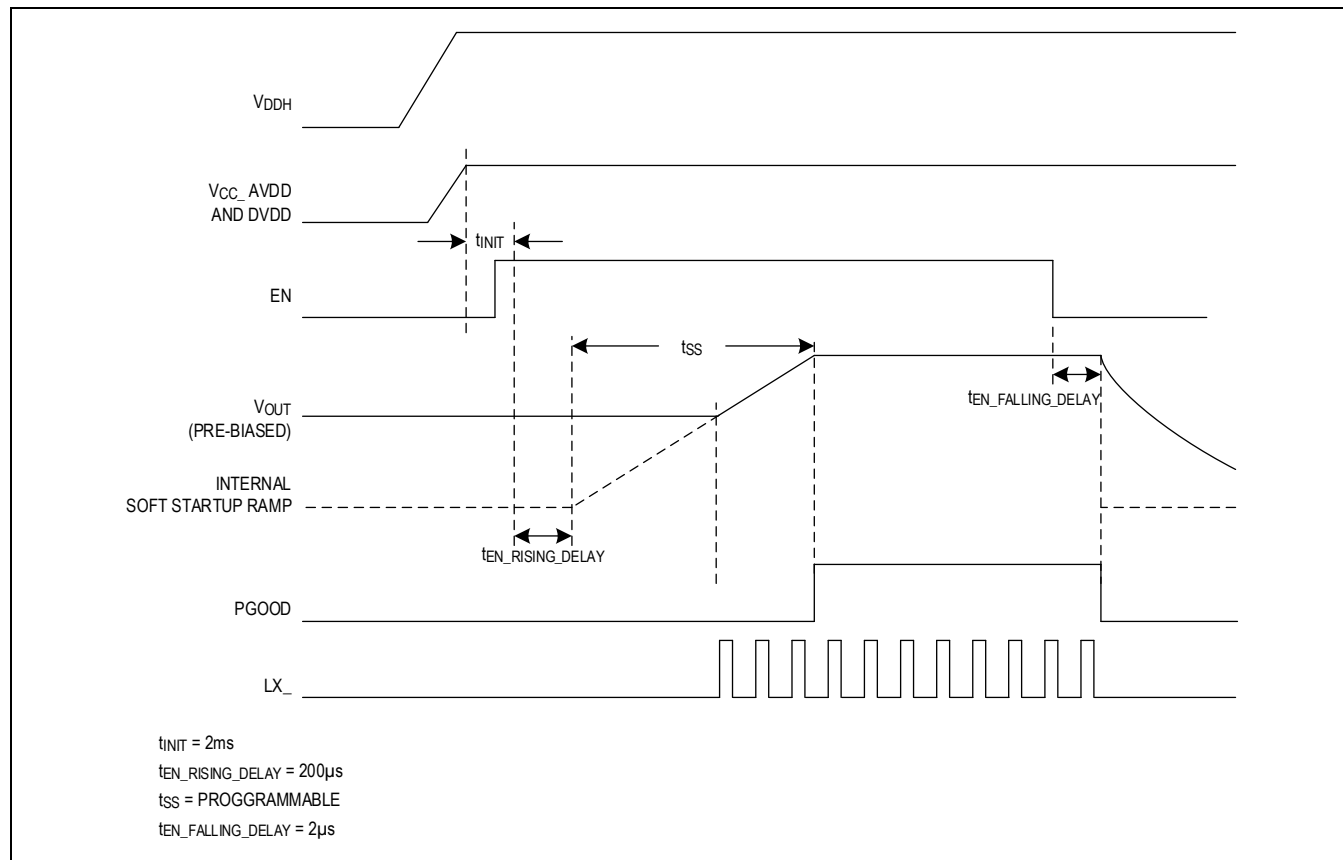 VDDH
VCC_ AVDD
AND DVDD
tINIT
EN
tSS
tEN_FALLING_DELAY
VOUT
(PRE-BIASED)
INTERNAL
SOFT STARTUP RAMP
tEN_RISING_DELAY
PGOOD
LX_
tINIT = 2ms
tEN_RISING_DELAY = 200µs
tSS = PROGGRAMMABLE
tEN_FALLING_DELAY = 2µs